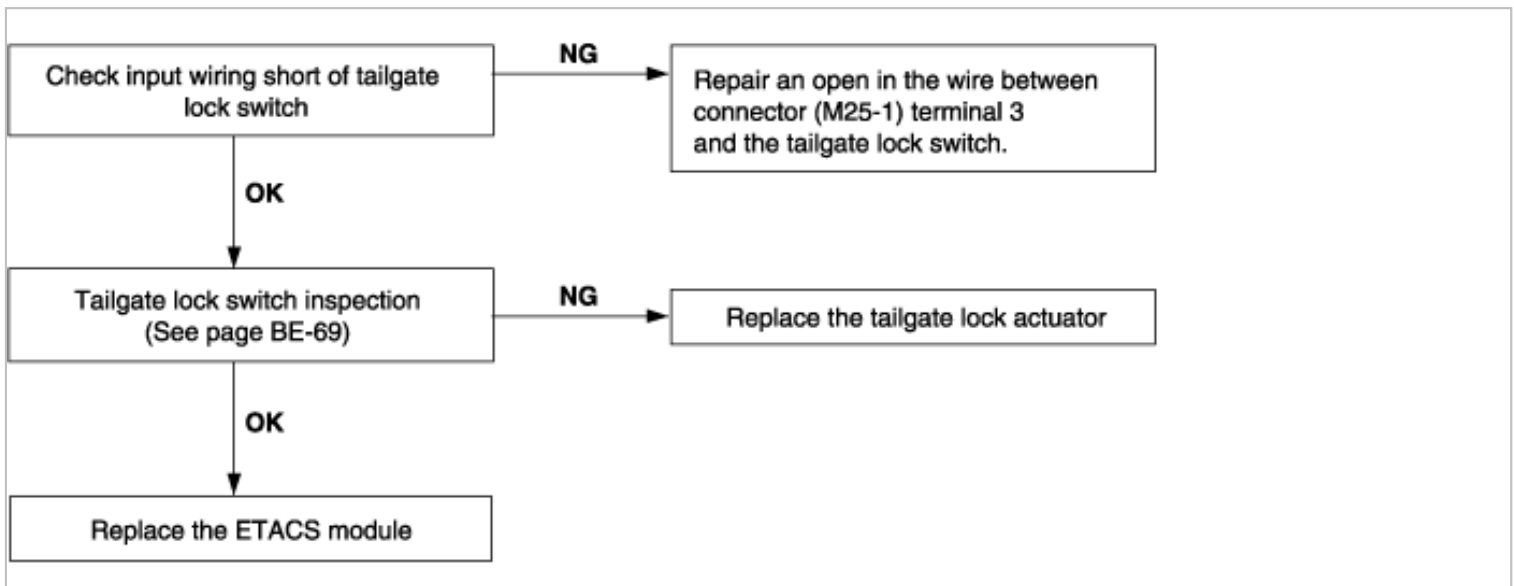 Check input wiring short of tailgate
lock switch
NG
Repair an open in the wire between
connector (M25-1) terminal 3
and the tailgate lock switch.
OK
Tailgate lock switch inspection
(See page BE-69)
NG
Replace the tailgate lock actuator
OK
Replace the ETACS module